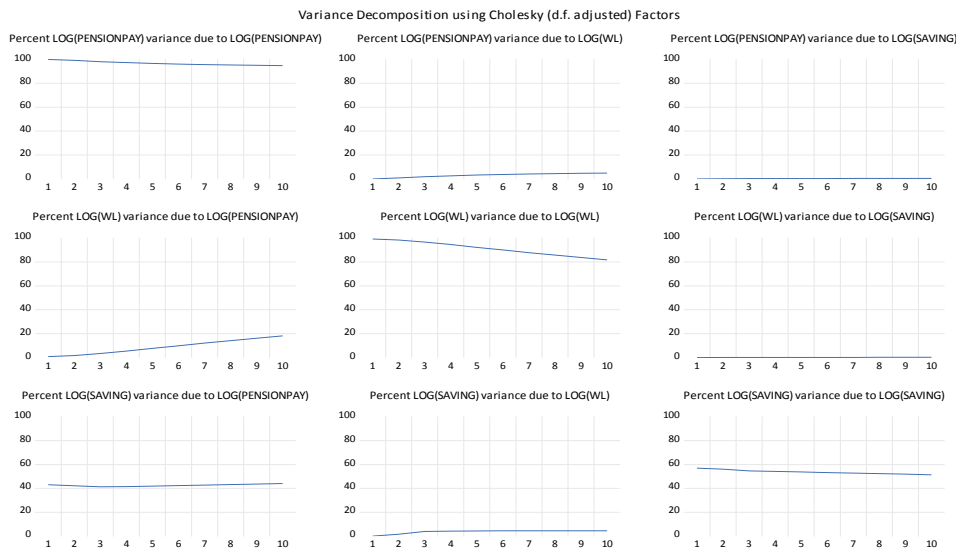 Variance Decomposition using Cholesky (d.f. adjusted) Factors
Percent LOG(PENSIONPAY) variance due to LOG(PENSIONPAY)
100
80
60
40
20
0
1 2 3 4 5 6 7 8 9 10
Percent LOG(PENSIONPAY) variance due to LOG(WL)
100
80
60
40
20
0
1 2 3 4 5 6 7 8 9 10
Percent LOG(PENSIONPAY) variance due to LOG(SAVING)
100
80
60
40
20
0
1 2 3 4 5 6 7 8 9 10
Percent LOG(WL) variance due to LOG(PENSIONPAY)
100
80
60
40
20
0
1 2 3 4 5 6 7 8 9 10
Percent LOG(WL) variance due to LOG(WL)
100
80
60
40
20
0
1 2 3 4 5 6 7 8 9 10
Percent LOG(WL) variance due to LOG(SAVING)
100
80
60
40
20
0
1 2 3 4 5 6 7 8 9 10
Percent LOG(SAVING) variance due to LOG(PENSIONPAY)
100
80
60
40
20
0
1 2 3 4 5 6 7 8 9 10
Percent LOG(SAVING) variance due to LOG(WL)
100
80
60
40
20
0
1 2 3 4 5 6 7 8 9 10
Percent LOG(SAVING) variance due to LOG(SAVING)
100
80
60
40
20
0
1 2 3 4 5 6 7 8 9 10